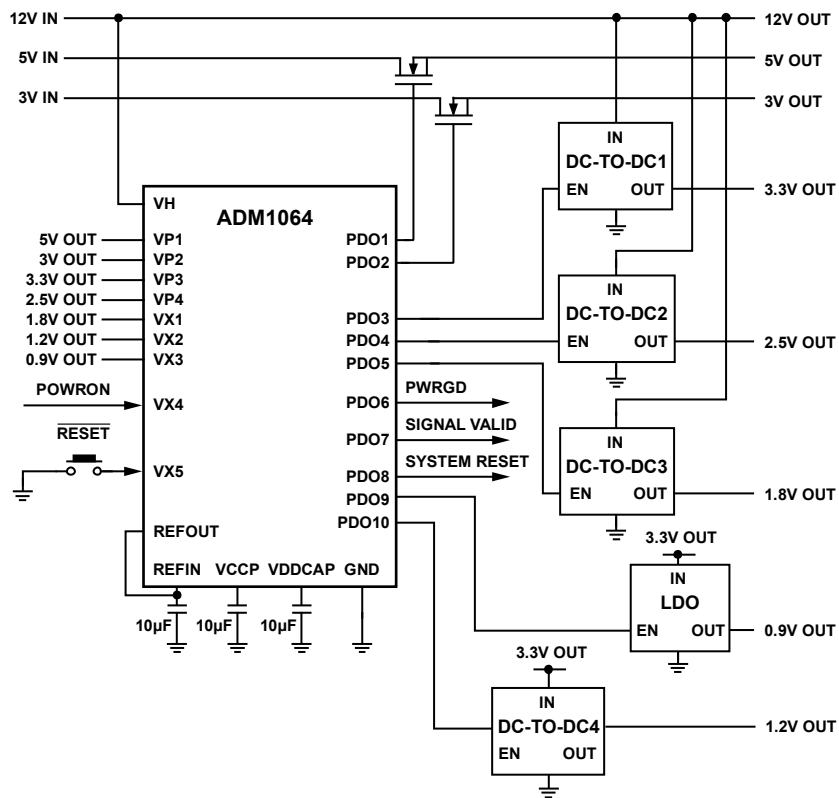 12V IN
12V OUT
5V IN
5V OUT
3V IN
3V OUT
IN
DC-TO-DC1
EN OUT
3.3V OUT
ADM1064
VH
5V OUT
VP1
3V OUT
VP2
3.3V OUT
VP3
2.5V OUT
VP4
1.8V OUT
VX1
1.2V OUT
VX2
0.9V OUT
VX3
POWRON
VX4
RESET
VX5
REFOUT
REFIN VCCP VDDCAP GND
10µF 10µF 10µF
PDO1
PDO2
PDO3
PDO4
PDO5
PDO6
PWRGD
PDO7
SIGNAL VALID
PDO8
SYSTEM RESET
PDO9
PDO10
IN
DC-TO-DC2
EN OUT
2.5V OUT
IN
DC-TO-DC3
EN OUT
1.8V OUT
3.3V OUT
IN
LDO
EN OUT
0.9V OUT
3.3V OUT
IN
DC-TO-DC4
EN OUT
1.2V OUT